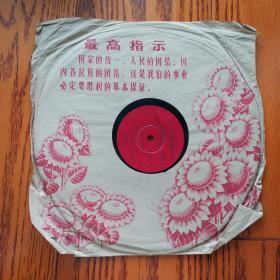 最高指示
国家的统一，人民的团结，国
内各民族的团结，这是我们的事业
必定要胜利的基本保证。